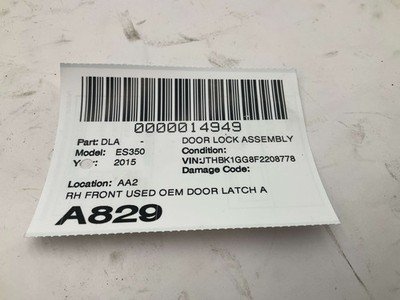 0000014949
Part: DLA - DOOR LOCK ASSEMBLY
Model: ES350 Condition:
2015 VIN:JTHBK1GG8F2208778
Damage Code:
Location: AA2
RH FRONT USED OEM DOOR LATCH A
A829